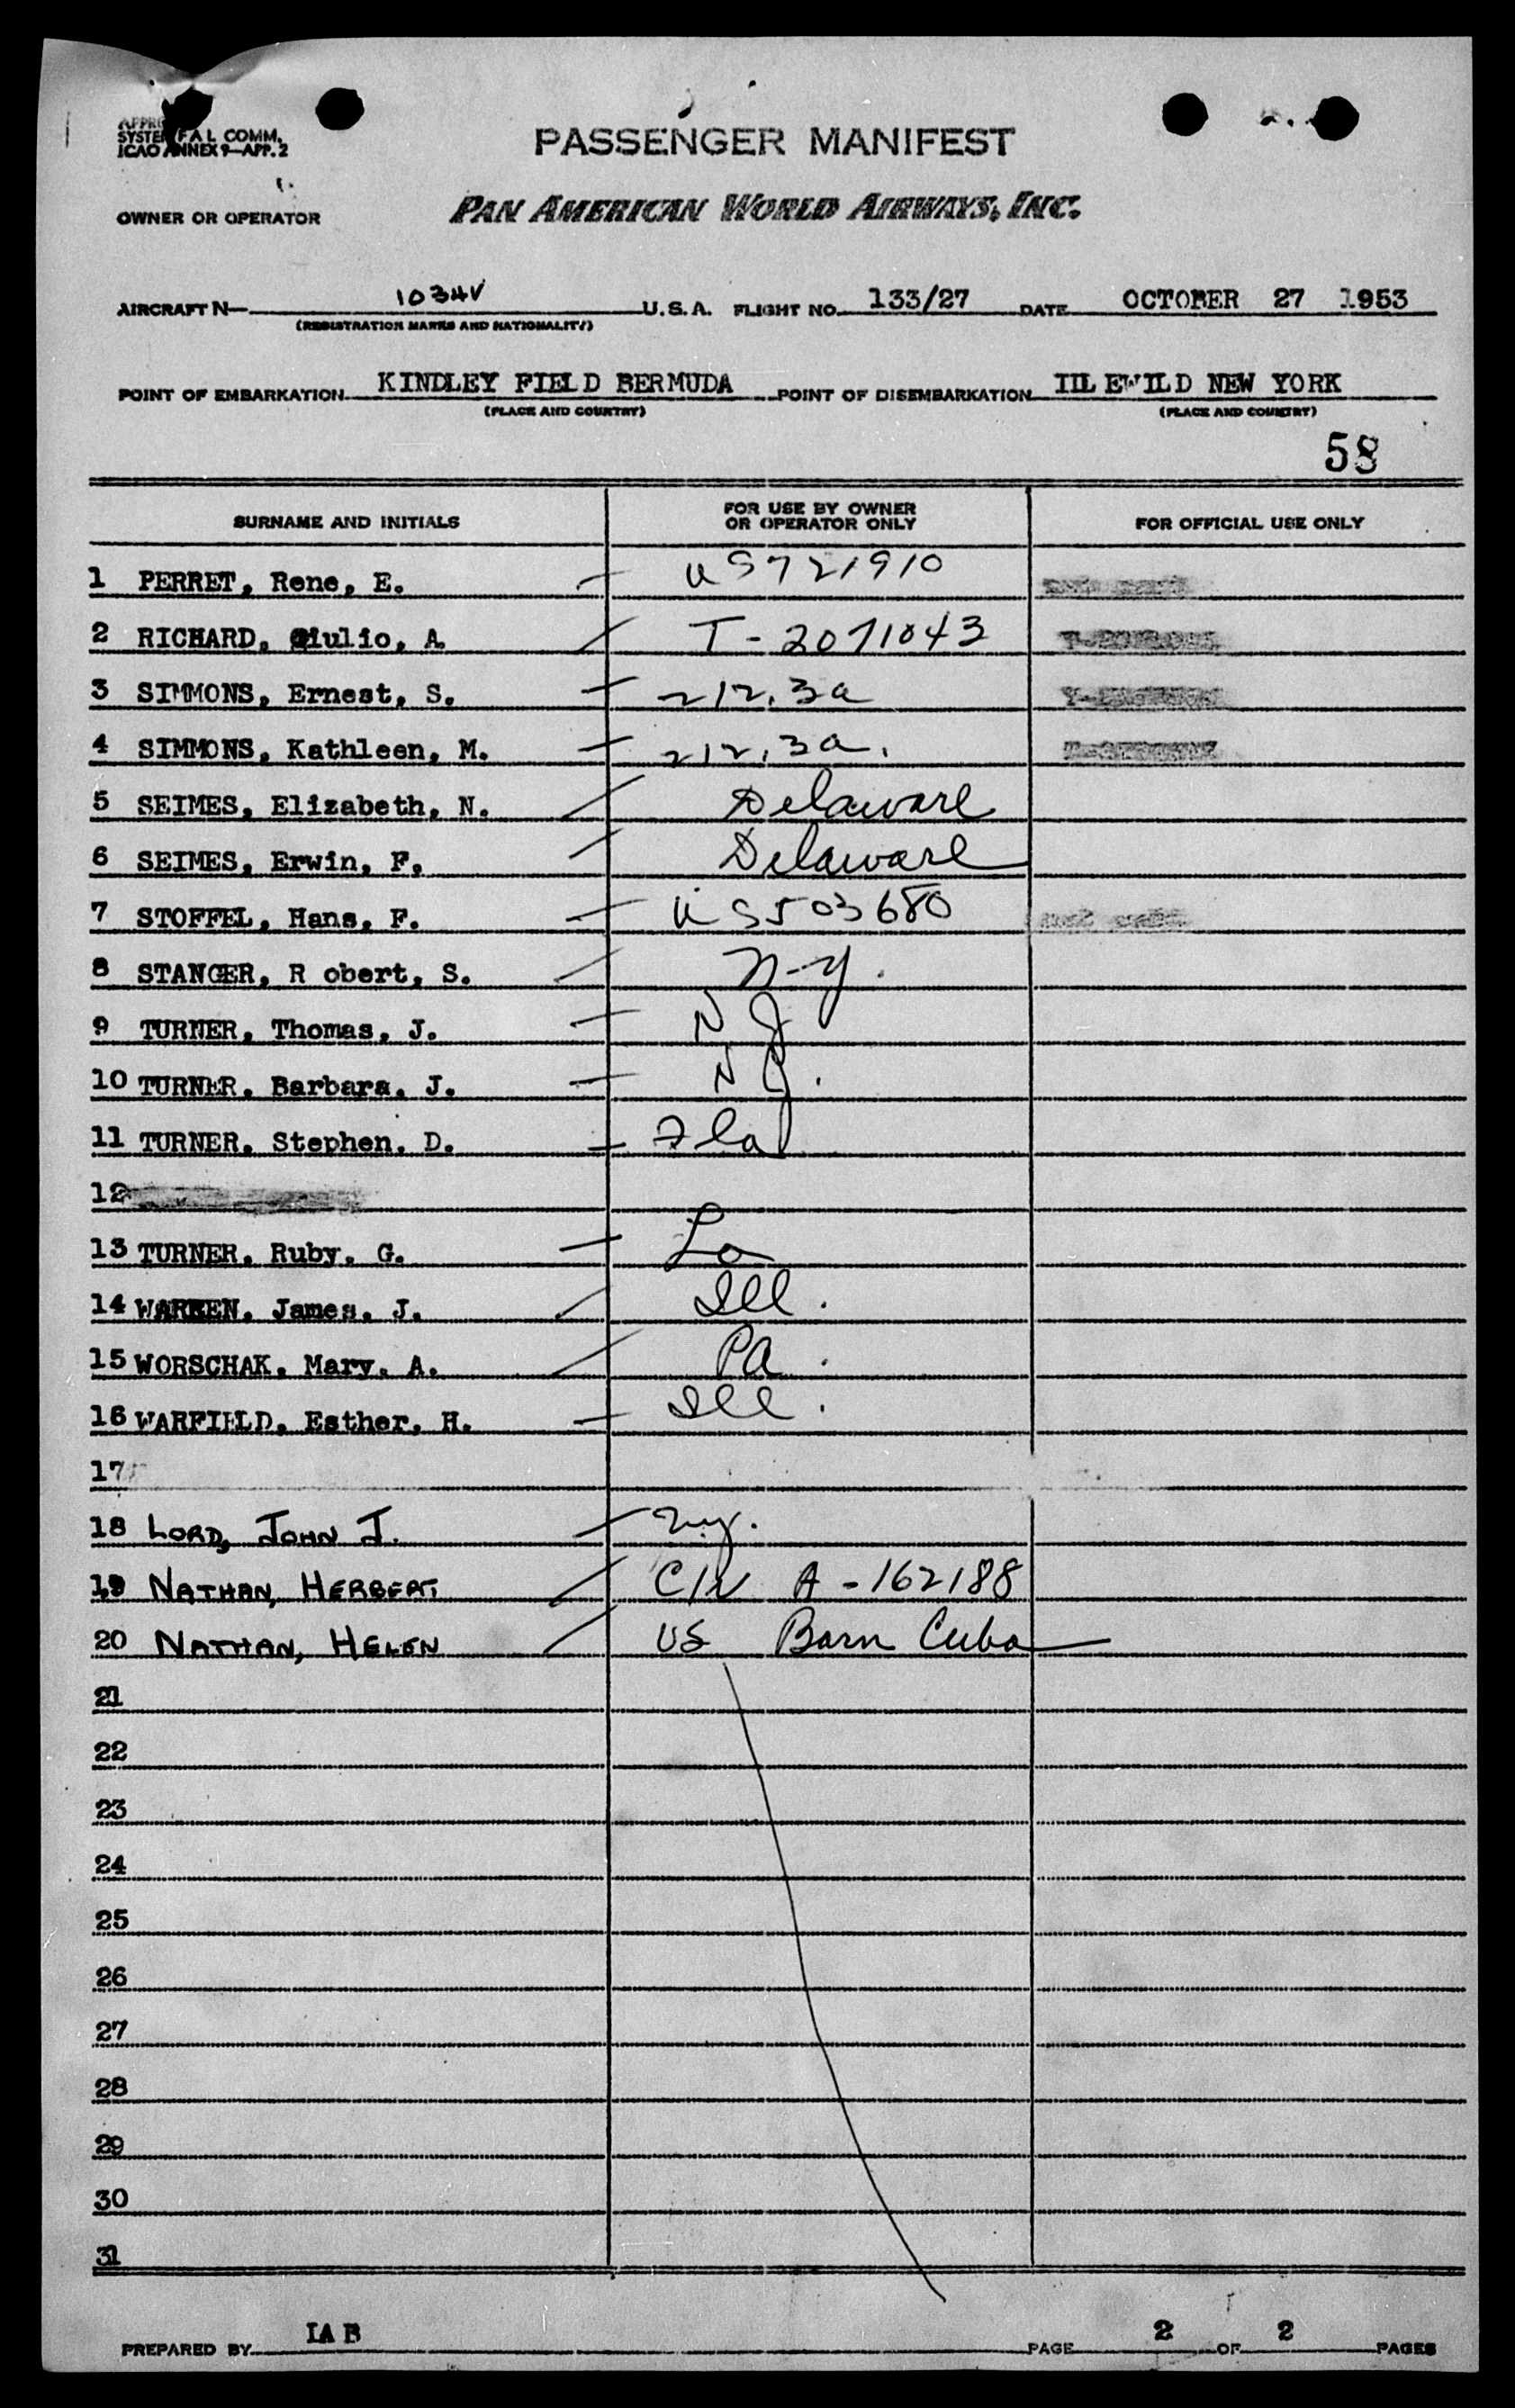 SYSTEM FAL COMM.
ICAO ANNEX 9—APP. 2
PASSENGER MANIFEST
OWNER OR OPERATOR PAN AMERICAN WORLD AIRWAYS, INC.
AIRCRAFT N— 1034V U.S.A. FLIGHT NO. 133/27 DATE OCTOBER 27 1953
(REGISTRATION MARKS AND NATIONALITY)
POINT OF EMBARKATION KINDLEY FIELD BERMUDA POINT OF DISEMBARKATION IILEWILD NEW YORK
(PLACE AND COUNTRY) (PLACE AND COUNTRY)
58
SURNAME AND INITIALS FOR USE BY OWNER OR OPERATOR ONLY FOR OFFICIAL USE ONLY
1 PERRET, Rene, E. — US721910
2 RICHARD, Giulio, A. / T-2071043
3 SIMMONS, Ernest, S. — 212.3a
4 SIMMONS, Kathleen, M. — 212.3a.
5 SEIMES, Elizabeth, N. / Delaware
6 SEIMES, Erwin, F. / Delaware
7 STOFFEL, Hans, F. — US503680
8 STANGER, R obert, S. / N-Y.
9 TURNER, Thomas, J. — NJ
10 TURNER. Barbara. J. — NJ.
11 TURNER. Stephen. D. — Fla
12
13 TURNER. Ruby. G. — La
14 WARREN. James. J. / Ill.
15 WORSCHAK. Mary. A. / PA.
16 WARFIELD. Esther, H. — Ill.
17
18 LORD, JOHN J. — Ny.
19 NATHAN, HERBERT / C/N A-162188
20 NATHAN, HELEN / US Born Cuba
21
22
23
24
25
26
27
28
29
30
31
PREPARED BY IAB PAGE 2 OF 2 PAGES